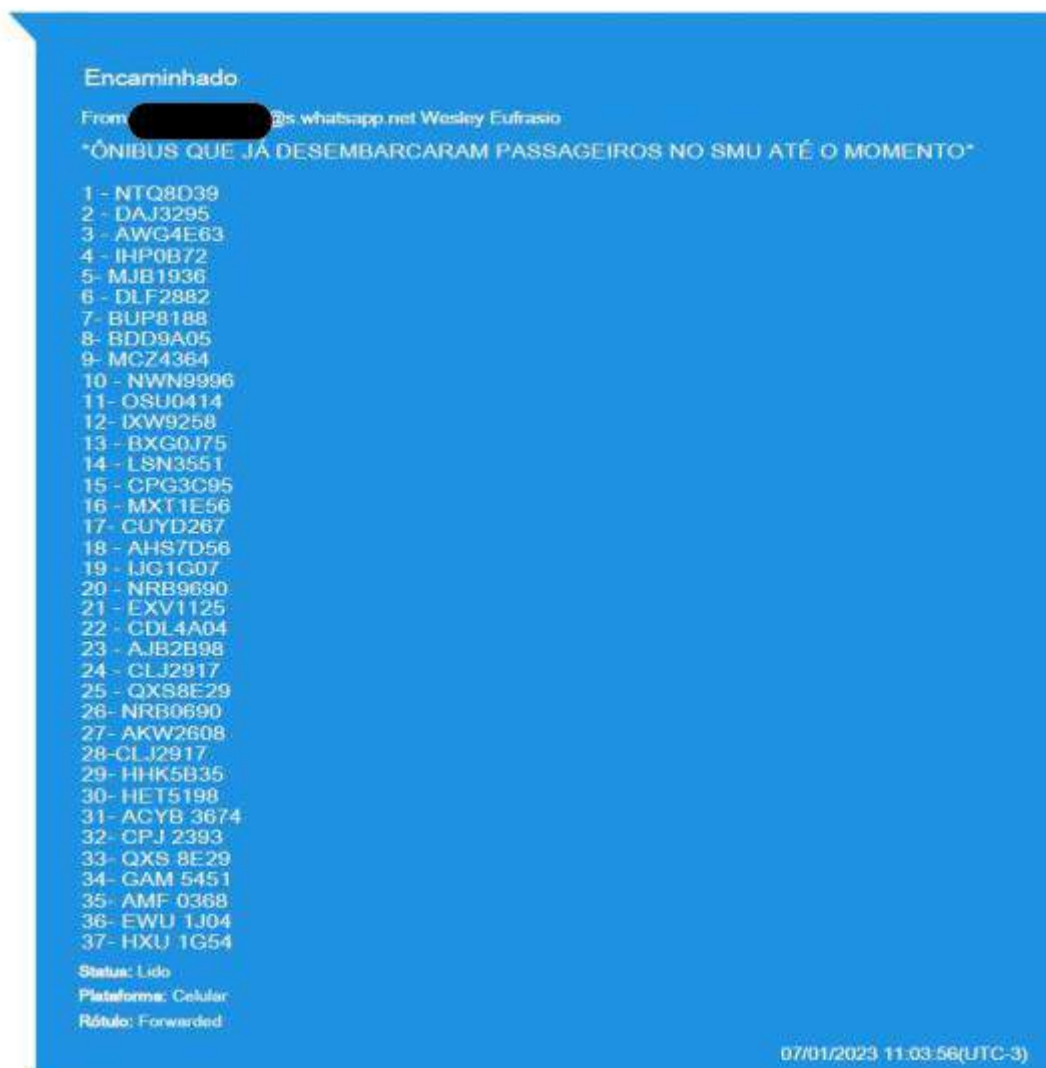 Encaminhado
From @s.whatsapp.net Wesley Eufrasio
*ÔNIBUS QUE JÁ DESEMBARCARAM PASSAGEIROS NO SMU ATÉ O MOMENTO*
1 - NTQ8D39
2 - DAJ3295
3 - AWG4E63
4 - IHP0B72
5- MJB1936
6 - DLF2882
7- BUP8188
8- BDD9A05
9- MCZ4364
10 - NWN9996
11- OSU0414
12- IXW9258
13 - BXG0J75
14 - LSN3551
15 - CPG3C95
16 - MXT1E56
17- CUYD267
18 - AHS7D56
19 - IJG1G07
20 - NRB9690
21 - EXV1125
22 - CDL4A04
23 - AJB2B98
24 - CLJ2917
25 - QXS8E29
26- NRB0690
27- AKW2608
28-CLJ2917
29- HHK5B35
30- HET5198
31- ACYB 3674
32- CPJ 2393
33- QXS 8E29
34- GAM 5451
35- AMF 0368
36- EWU 1J04
37- HXU 1G54
Status: Lido
Plataforma: Celular
Rótulo: Forwarded
07/01/2023 11:03:56(UTC-3)